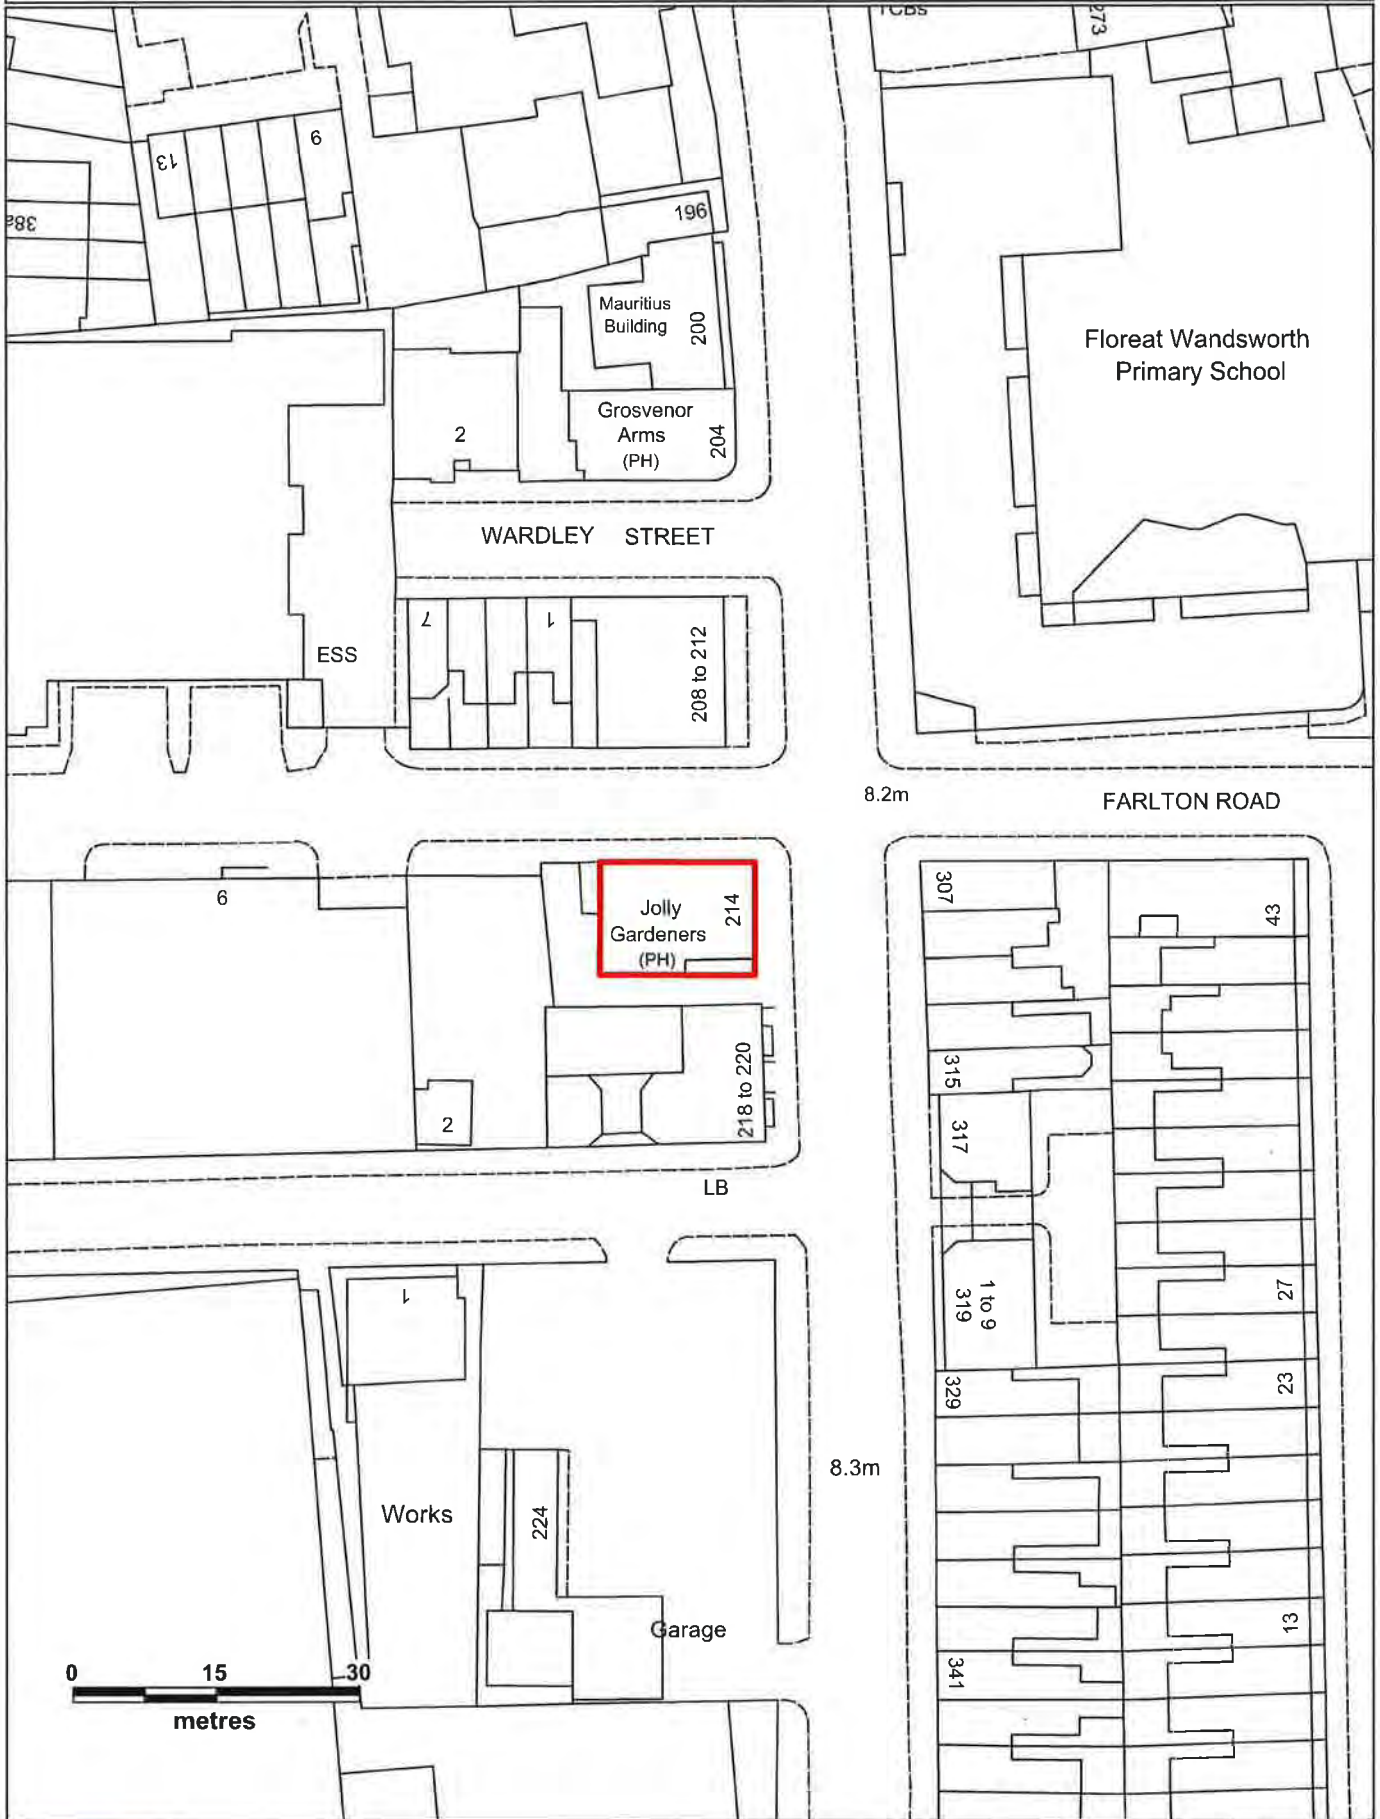 TCBs
273
9
13
38a
196
Mauritius
Building
200
Floreat Wandsworth
Primary School
Grosvenor
Arms
(PH)
204
2
WARDLEY STREET
7
1
208 to 212
ESS
8.2m
FARLTON ROAD
6
Jolly
Gardeners
(PH)
214
307
43
315
218 to 220
2
317
LB
1
1 to 9
319
27
329
23
8.3m
Works
224
Garage
13
341
0 15 30
metres